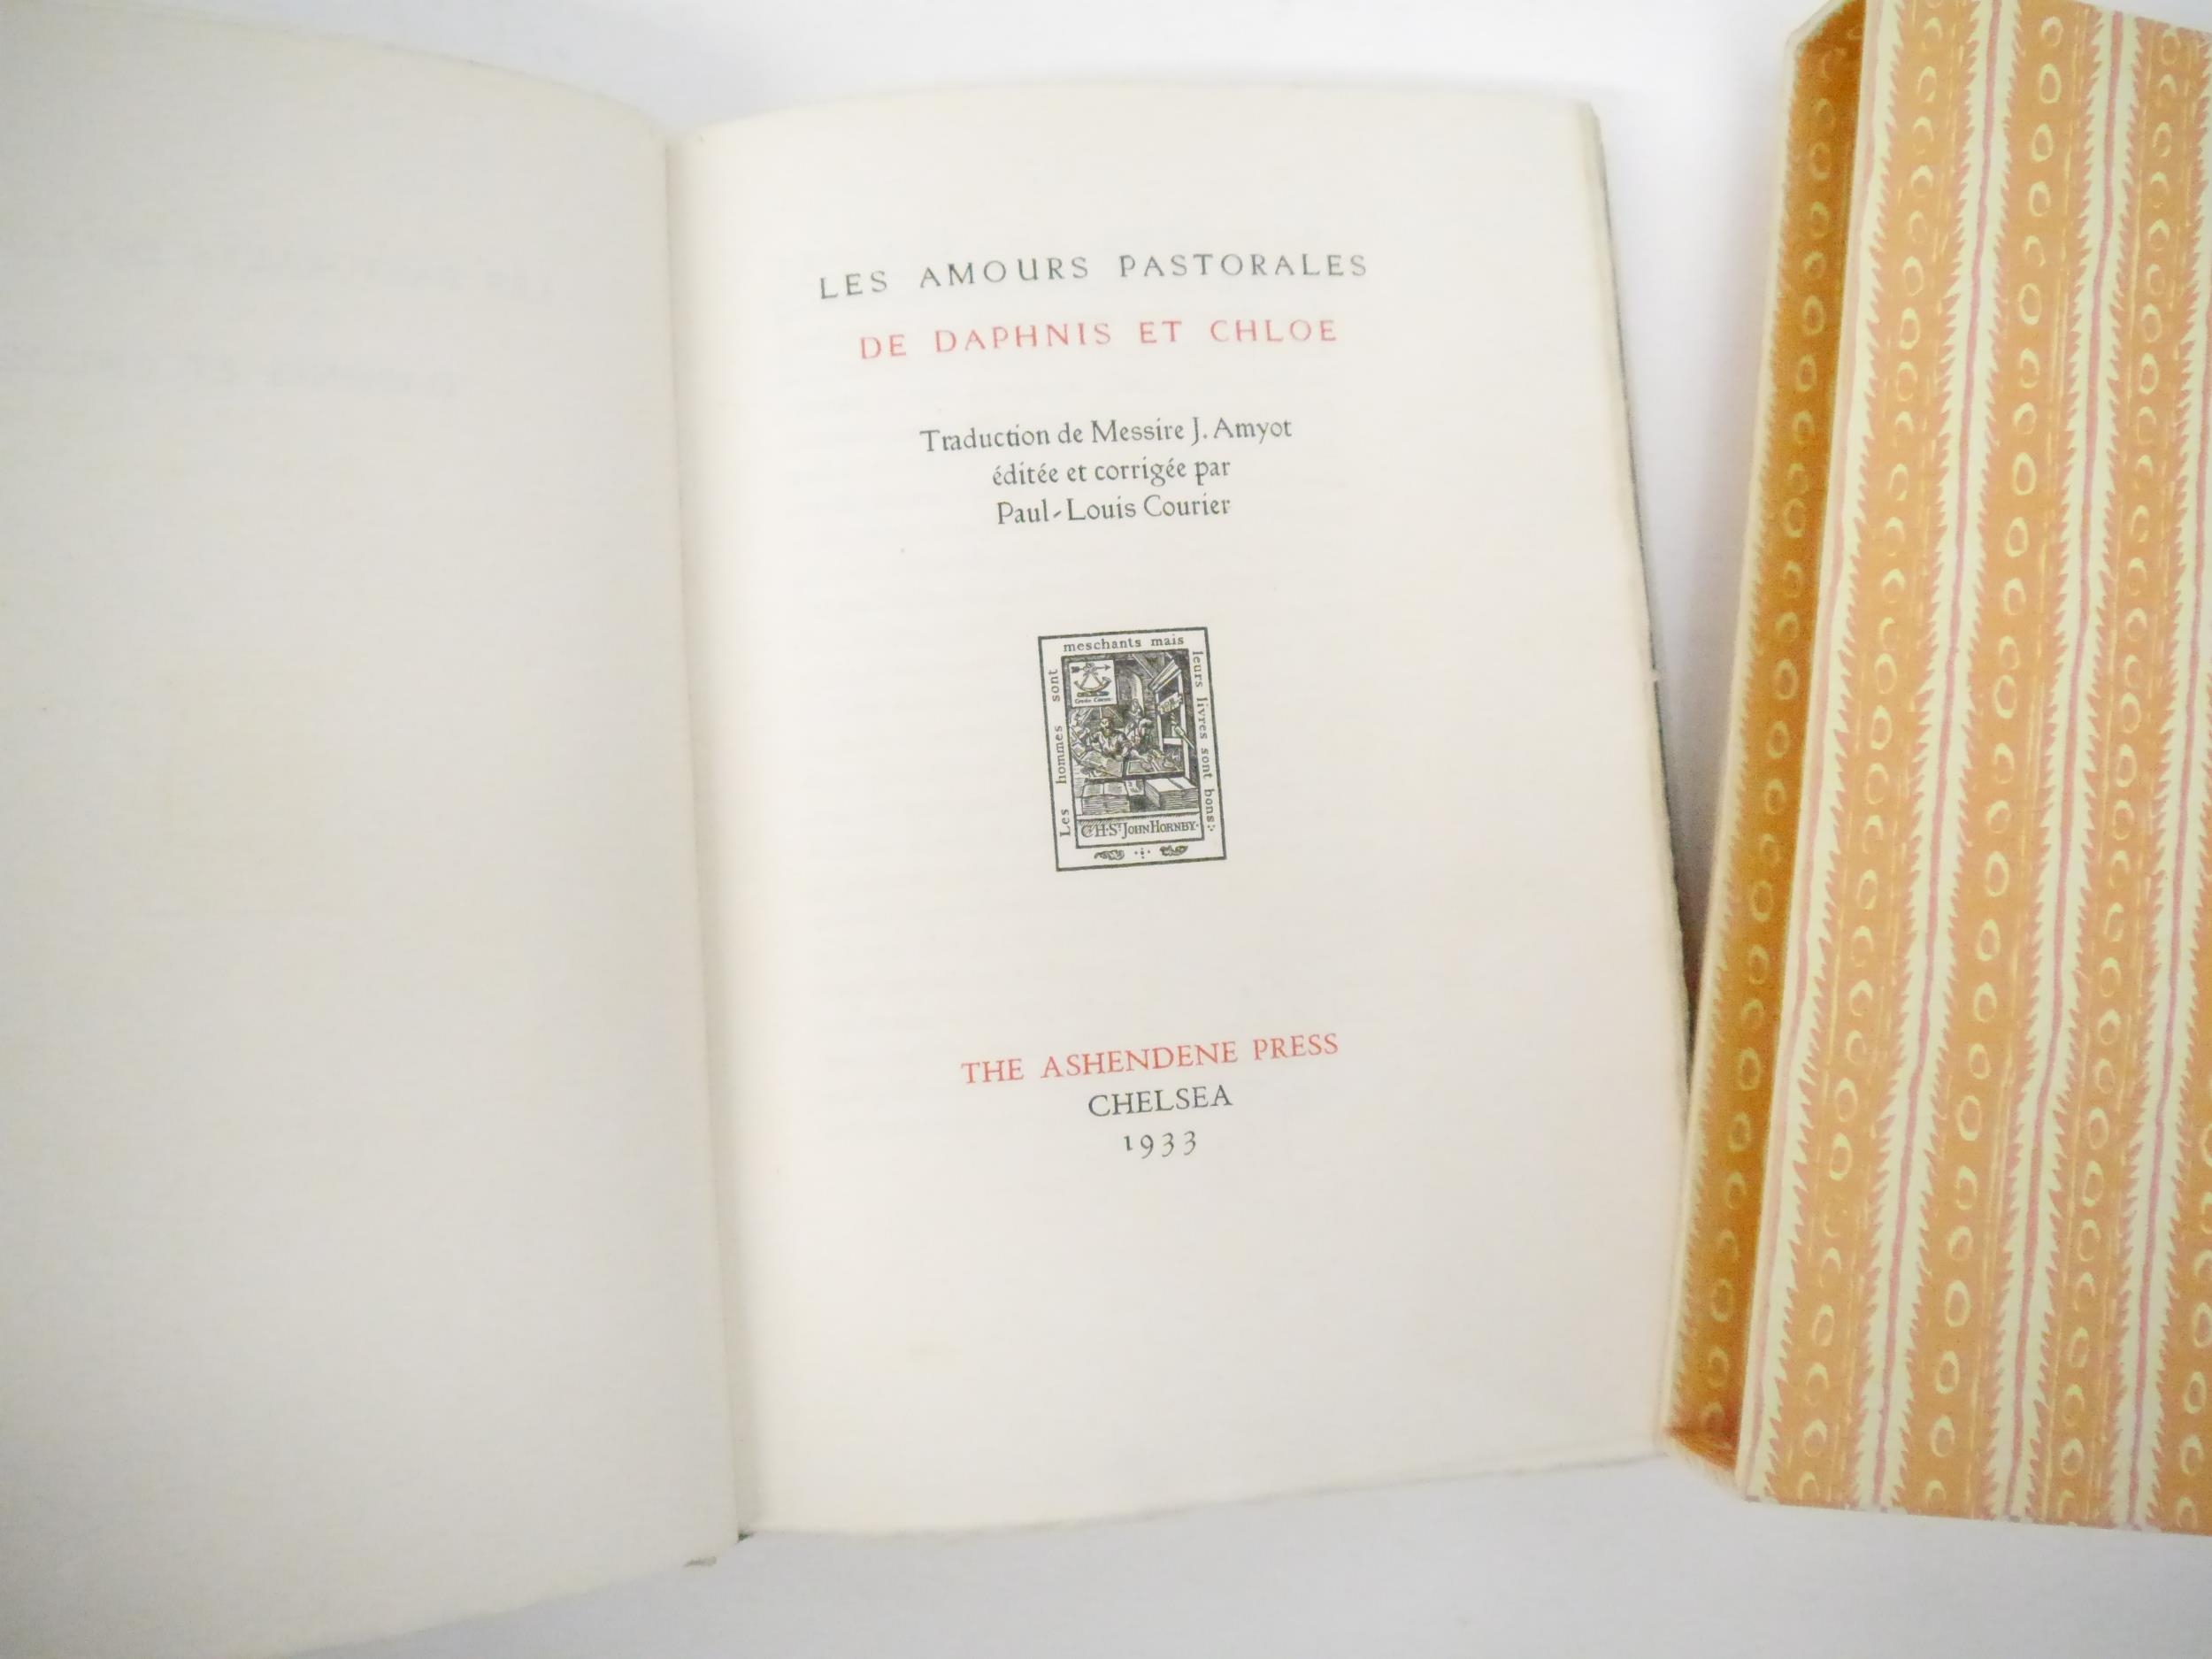 LES AMOURS PASTORALES
DE DAPHNIS ET CHLOE
Traduction de Messire J. Amyot
éditée et corrigée par
Paul-Louis Courier
Les hommes sont
meschants mais
leurs livres sont bons
C·H·St JOHN HORNBY·
THE ASHENDENE PRESS
CHELSEA
1933